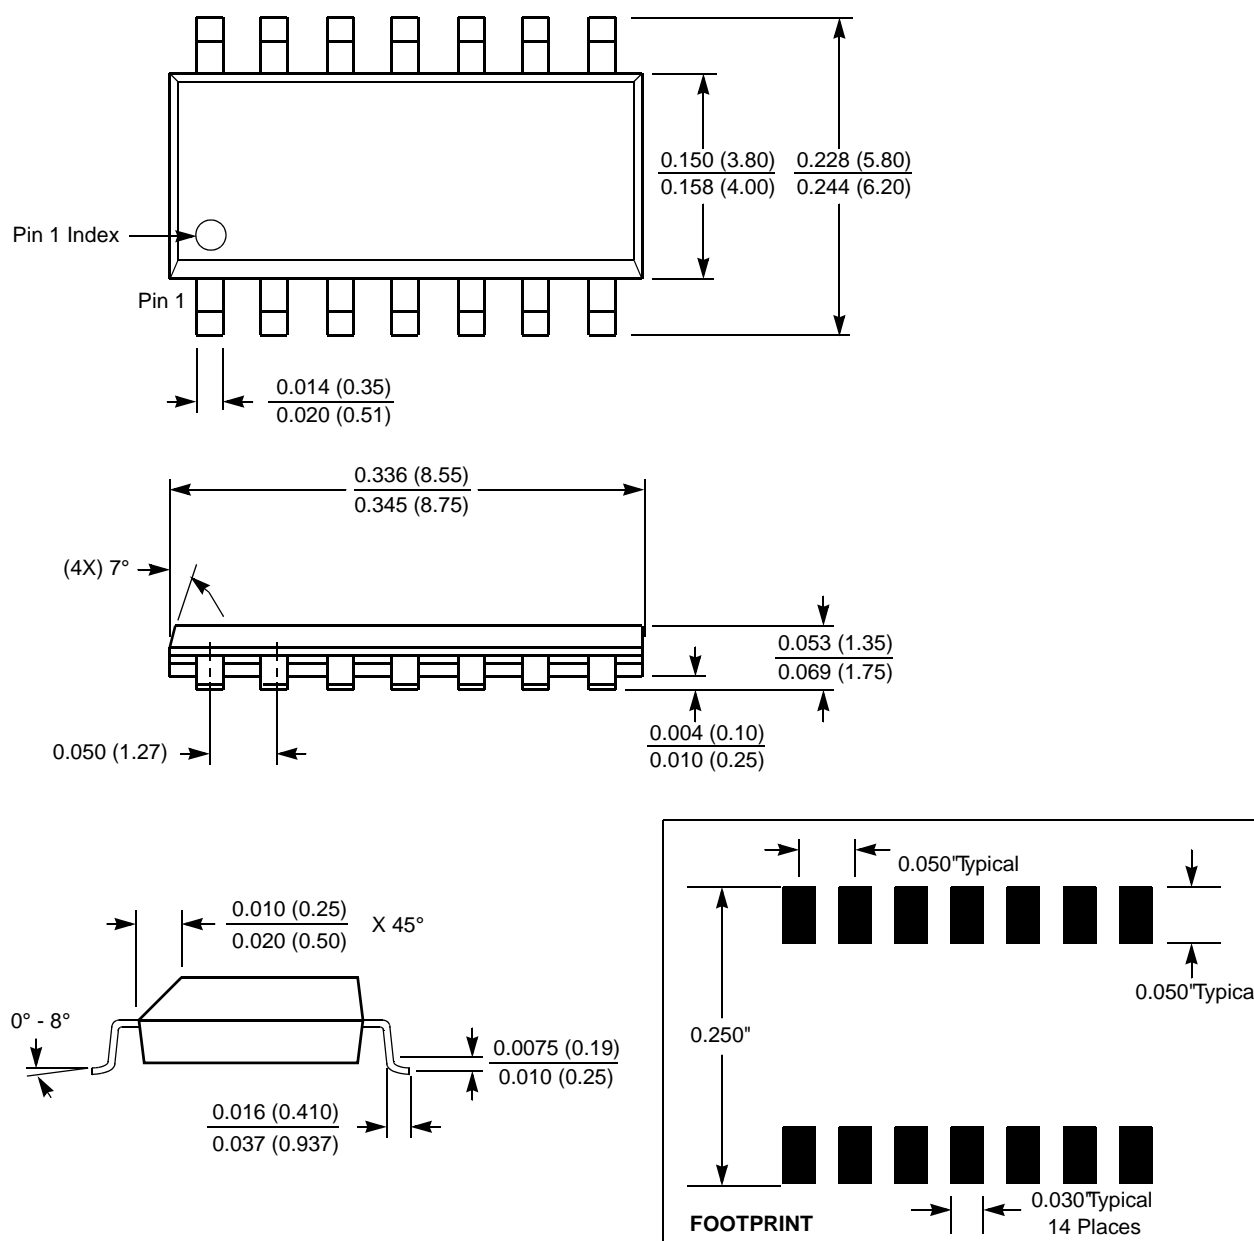 0.150 (3.80)
0.158 (4.00)
0.228 (5.80)
0.244 (6.20)
Pin 1 Index
Pin 1
0.014 (0.35)
0.020 (0.51)
0.336 (8.55)
0.345 (8.75)
(4X) 7°
0.053 (1.35)
0.069 (1.75)
0.004 (0.10)
0.010 (0.25)
0.050 (1.27)
0.010 (0.25)
0.020 (0.50)
X 45°
0° - 8°
0.0075 (0.19)
0.010 (0.25)
0.016 (0.410)
0.037 (0.937)
0.050"Typical
0.050"Typica
0.250"
0.030"Typical
14 Places
FOOTPRINT